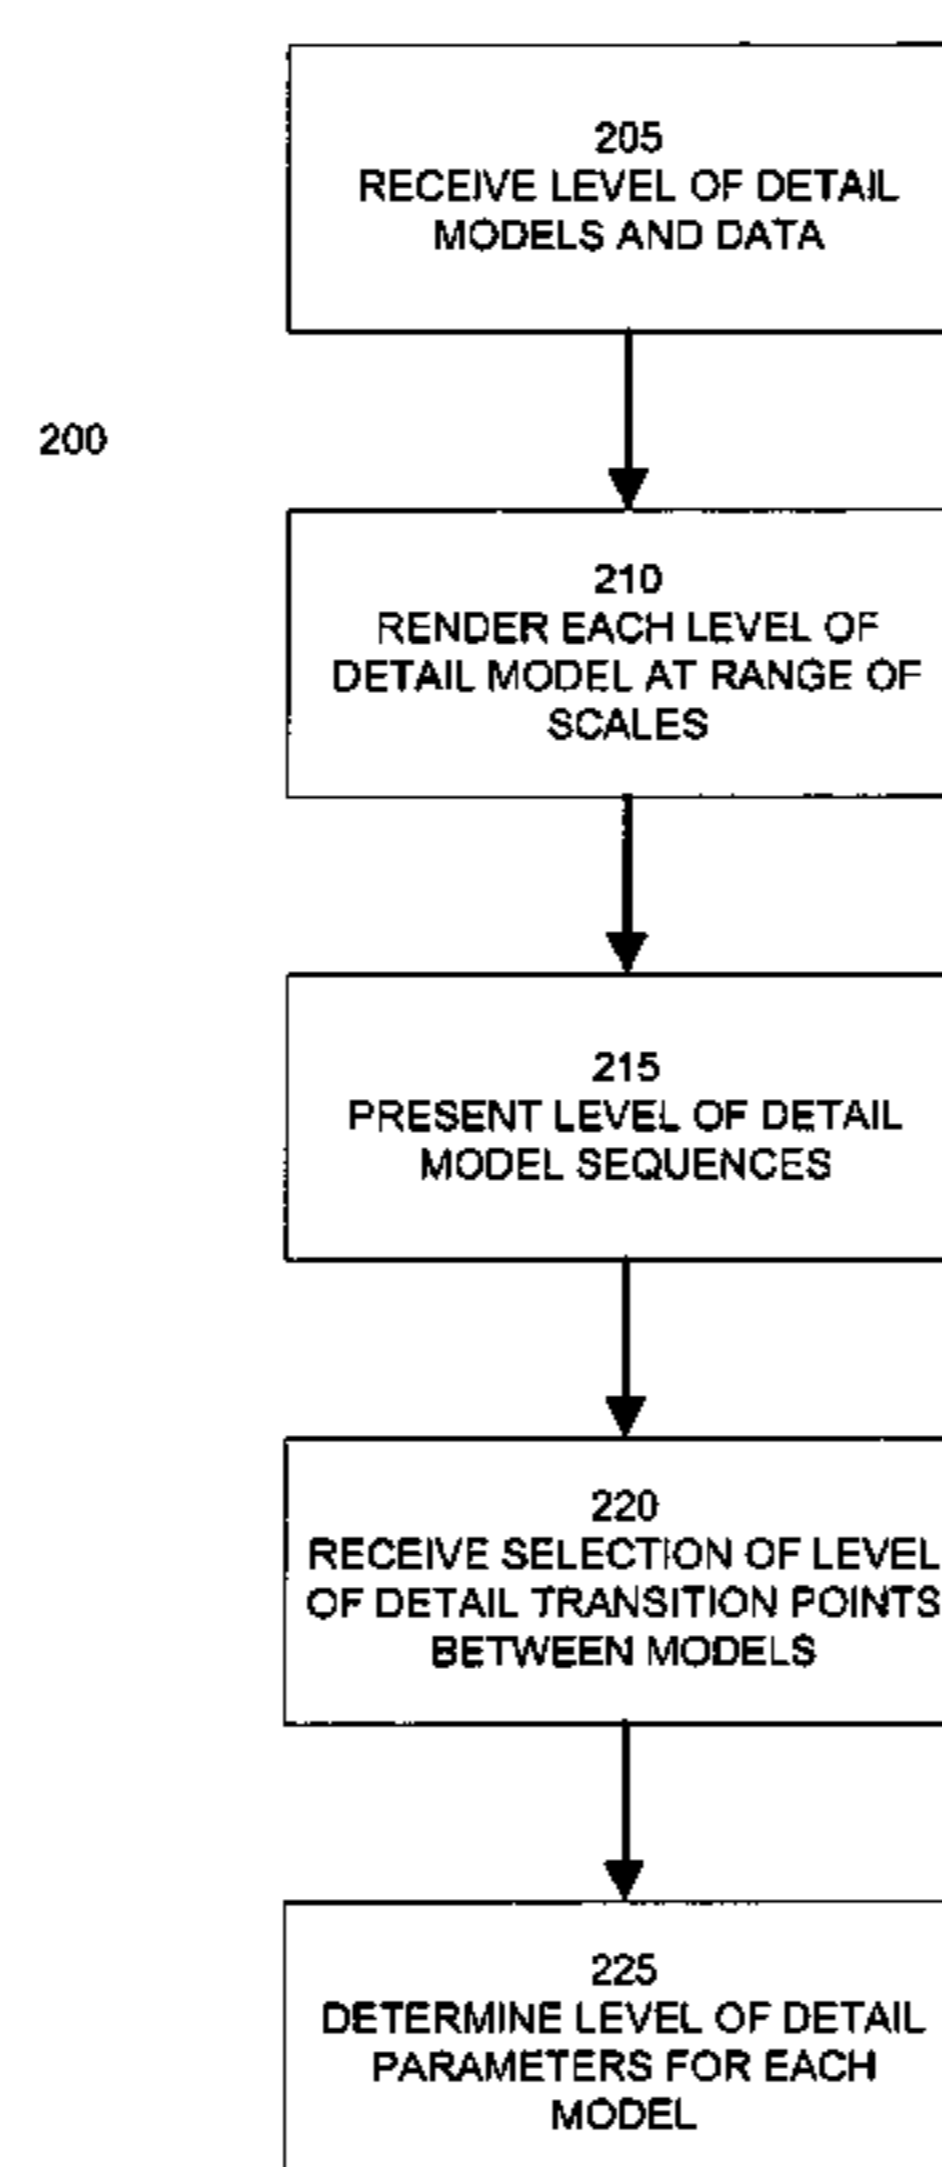 205
RECEIVE LEVEL OF DETAIL
MODELS AND DATA
200
210
RENDER EACH LEVEL OF
DETAIL MODEL AT RANGE OF
SCALES
215
PRESENT LEVEL OF DETAIL
MODEL SEQUENCES
220
RECEIVE SELECTION OF LEVEL
OF DETAIL TRANSITION POINTS
BETWEEN MODELS
225
DETERMINE LEVEL OF DETAIL
PARAMETERS FOR EACH
MODEL